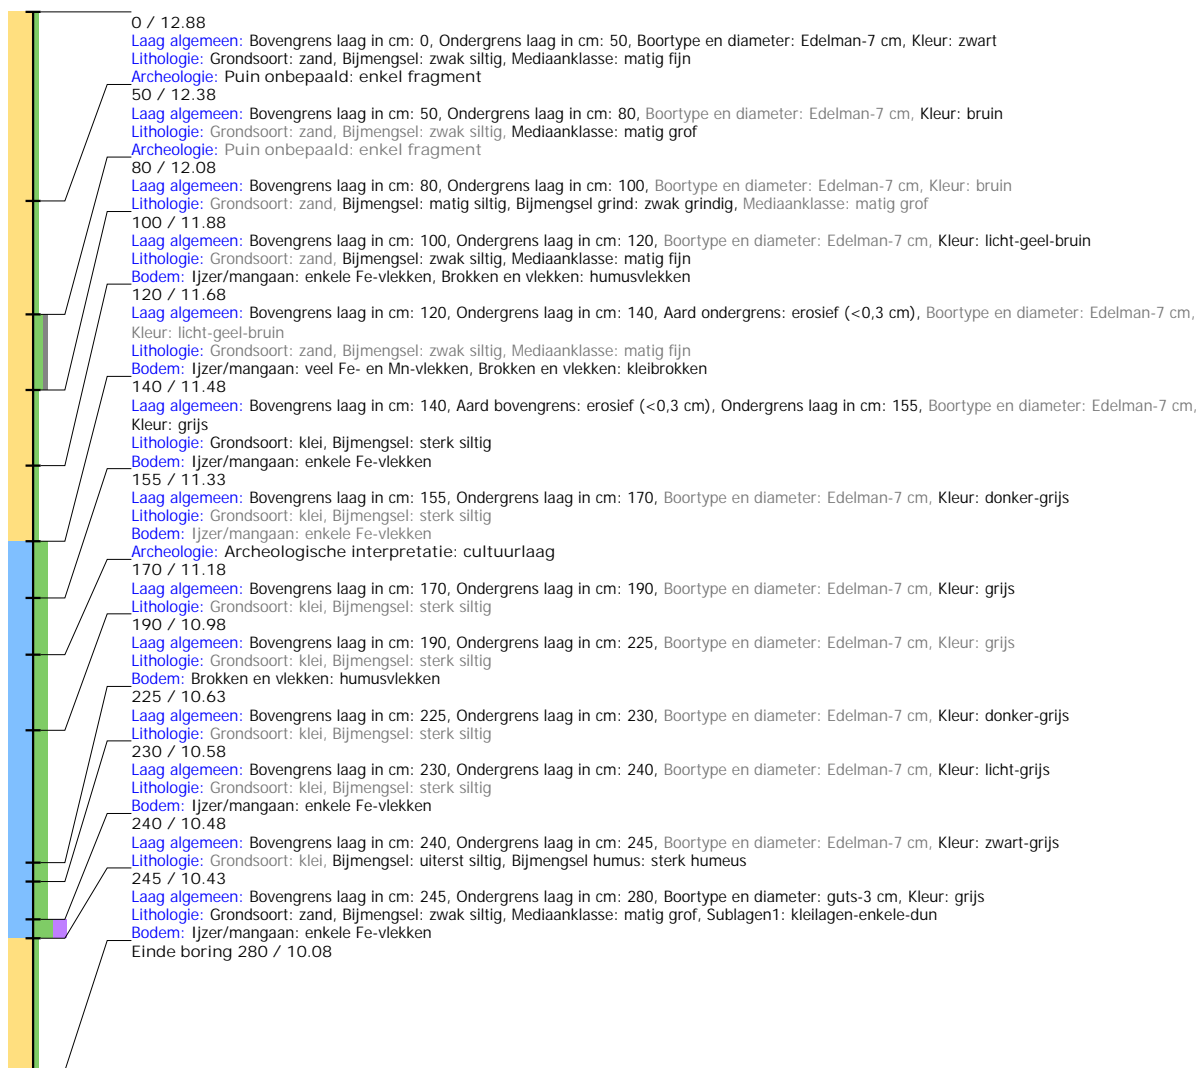 0 / 12.88
Laag algemeen: Bovengrens laag in cm: 0, Ondergrens laag in cm: 50, Boortype en diameter: Edelman-7 cm, Kleur: zwart
Lithologie: Grondsoort: zand, Bijmengsel: zwak siltig, Mediaanklasse: matig fijn
Archeologie: Puin onbepaald: enkel fragment
50 / 12.38
Laag algemeen: Bovengrens laag in cm: 50, Ondergrens laag in cm: 80, Boortype en diameter: Edelman-7 cm, Kleur: bruin
Lithologie: Grondsoort: zand, Bijmengsel: zwak siltig, Mediaanklasse: matig grof
Archeologie: Puin onbepaald: enkel fragment
80 / 12.08
Laag algemeen: Bovengrens laag in cm: 80, Ondergrens laag in cm: 100, Boortype en diameter: Edelman-7 cm, Kleur: bruin
Lithologie: Grondsoort: zand, Bijmengsel: matig siltig, Bijmengsel grind: zwak grindig, Mediaanklasse: matig grof
100 / 11.88
Laag algemeen: Bovengrens laag in cm: 100, Ondergrens laag in cm: 120, Boortype en diameter: Edelman-7 cm, Kleur: licht-geel-bruin
Lithologie: Grondsoort: zand, Bijmengsel: zwak siltig, Mediaanklasse: matig fijn
Bodem: Ijzer/mangaan: enkele Fe-vlekken, Brokken en vlekken: humusvlekken
120 / 11.68
Laag algemeen: Bovengrens laag in cm: 120, Ondergrens laag in cm: 140, Aard ondergrens: erosief (<0,3 cm), Boortype en diameter: Edelman-7 cm,
Kleur: licht-geel-bruin
Lithologie: Grondsoort: zand, Bijmengsel: zwak siltig, Mediaanklasse: matig fijn
Bodem: Ijzer/mangaan: veel Fe- en Mn-vlekken, Brokken en vlekken: kleibrokken
140 / 11.48
Laag algemeen: Bovengrens laag in cm: 140, Aard bovengrens: erosief (<0,3 cm), Ondergrens laag in cm: 155, Boortype en diameter: Edelman-7 cm,
Kleur: grijs
Lithologie: Grondsoort: klei, Bijmengsel: sterk siltig
Bodem: Ijzer/mangaan: enkele Fe-vlekken
155 / 11.33
Laag algemeen: Bovengrens laag in cm: 155, Ondergrens laag in cm: 170, Boortype en diameter: Edelman-7 cm, Kleur: donker-grijs
Lithologie: Grondsoort: klei, Bijmengsel: sterk siltig
Bodem: Ijzer/mangaan: enkele Fe-vlekken
Archeologie: Archeologische interpretatie: cultuurlaag
170 / 11.18
Laag algemeen: Bovengrens laag in cm: 170, Ondergrens laag in cm: 190, Boortype en diameter: Edelman-7 cm, Kleur: grijs
Lithologie: Grondsoort: klei, Bijmengsel: sterk siltig
190 / 10.98
Laag algemeen: Bovengrens laag in cm: 190, Ondergrens laag in cm: 225, Boortype en diameter: Edelman-7 cm, Kleur: grijs
Lithologie: Grondsoort: klei, Bijmengsel: sterk siltig
Bodem: Brokken en vlekken: humusvlekken
225 / 10.63
Laag algemeen: Bovengrens laag in cm: 225, Ondergrens laag in cm: 230, Boortype en diameter: Edelman-7 cm, Kleur: donker-grijs
Lithologie: Grondsoort: klei, Bijmengsel: sterk siltig
230 / 10.58
Laag algemeen: Bovengrens laag in cm: 230, Ondergrens laag in cm: 240, Boortype en diameter: Edelman-7 cm, Kleur: licht-grijs
Lithologie: Grondsoort: klei, Bijmengsel: sterk siltig
Bodem: Ijzer/mangaan: enkele Fe-vlekken
240 / 10.48
Laag algemeen: Bovengrens laag in cm: 240, Ondergrens laag in cm: 245, Boortype en diameter: Edelman-7 cm, Kleur: zwart-grijs
Lithologie: Grondsoort: klei, Bijmengsel: uiterst siltig, Bijmengsel humus: sterk humeus
245 / 10.43
Laag algemeen: Bovengrens laag in cm: 245, Ondergrens laag in cm: 280, Boortype en diameter: guts-3 cm, Kleur: grijs
Lithologie: Grondsoort: zand, Bijmengsel: zwak siltig, Mediaanklasse: matig grof, Sublagen1: kleilagen-enkele-dun
Bodem: Ijzer/mangaan: enkele Fe-vlekken
Einde boring 280 / 10.08